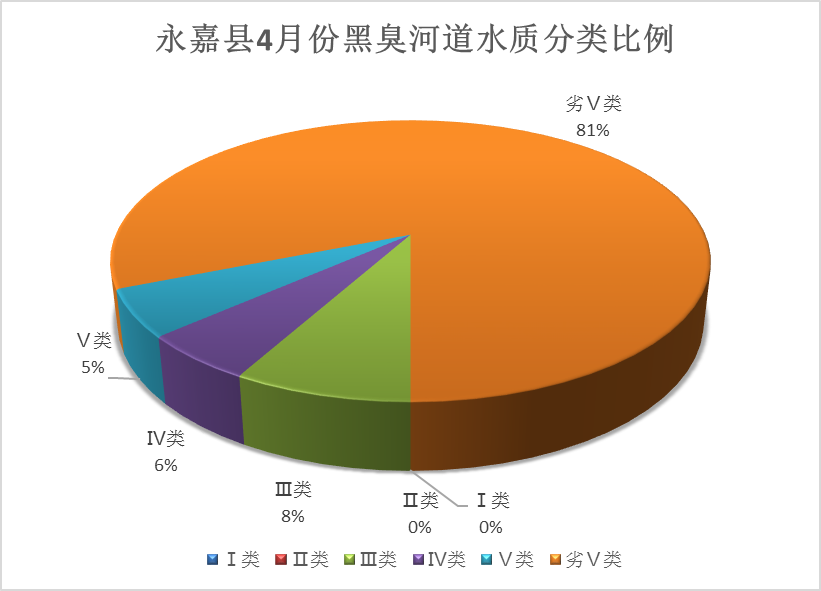 永嘉县4月份黑臭河道水质分类比例
劣Ⅴ类
81%
Ⅴ类
5%
Ⅳ类
6%
Ⅲ类
8%
Ⅱ类
0%
Ⅰ类
0%
Ⅰ类 Ⅱ类 Ⅲ类 Ⅳ类 Ⅴ类 劣Ⅴ类